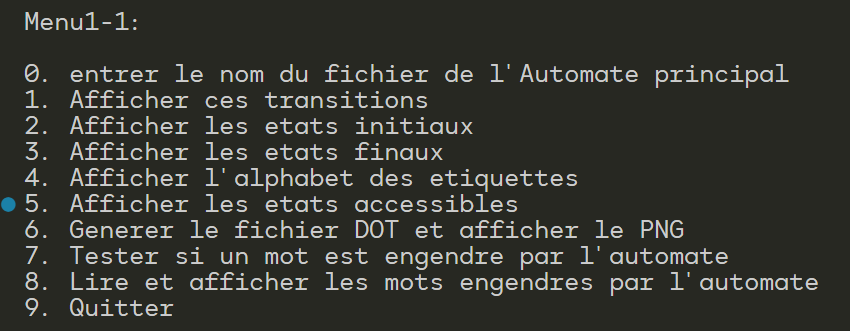 Menu1-1:
0. entrer le nom du fichier de l'Automate principal
1. Afficher ces transitions
2. Afficher les etats initiaux
3. Afficher les etats finaux
4. Afficher l'alphabet des etiquettes
5. Afficher les etats accessibles
6. Generer le fichier DOT et afficher le PNG
7. Tester si un mot est engendre par l'automate
8. Lire et afficher les mots engendres par l'automate
9. Quitter